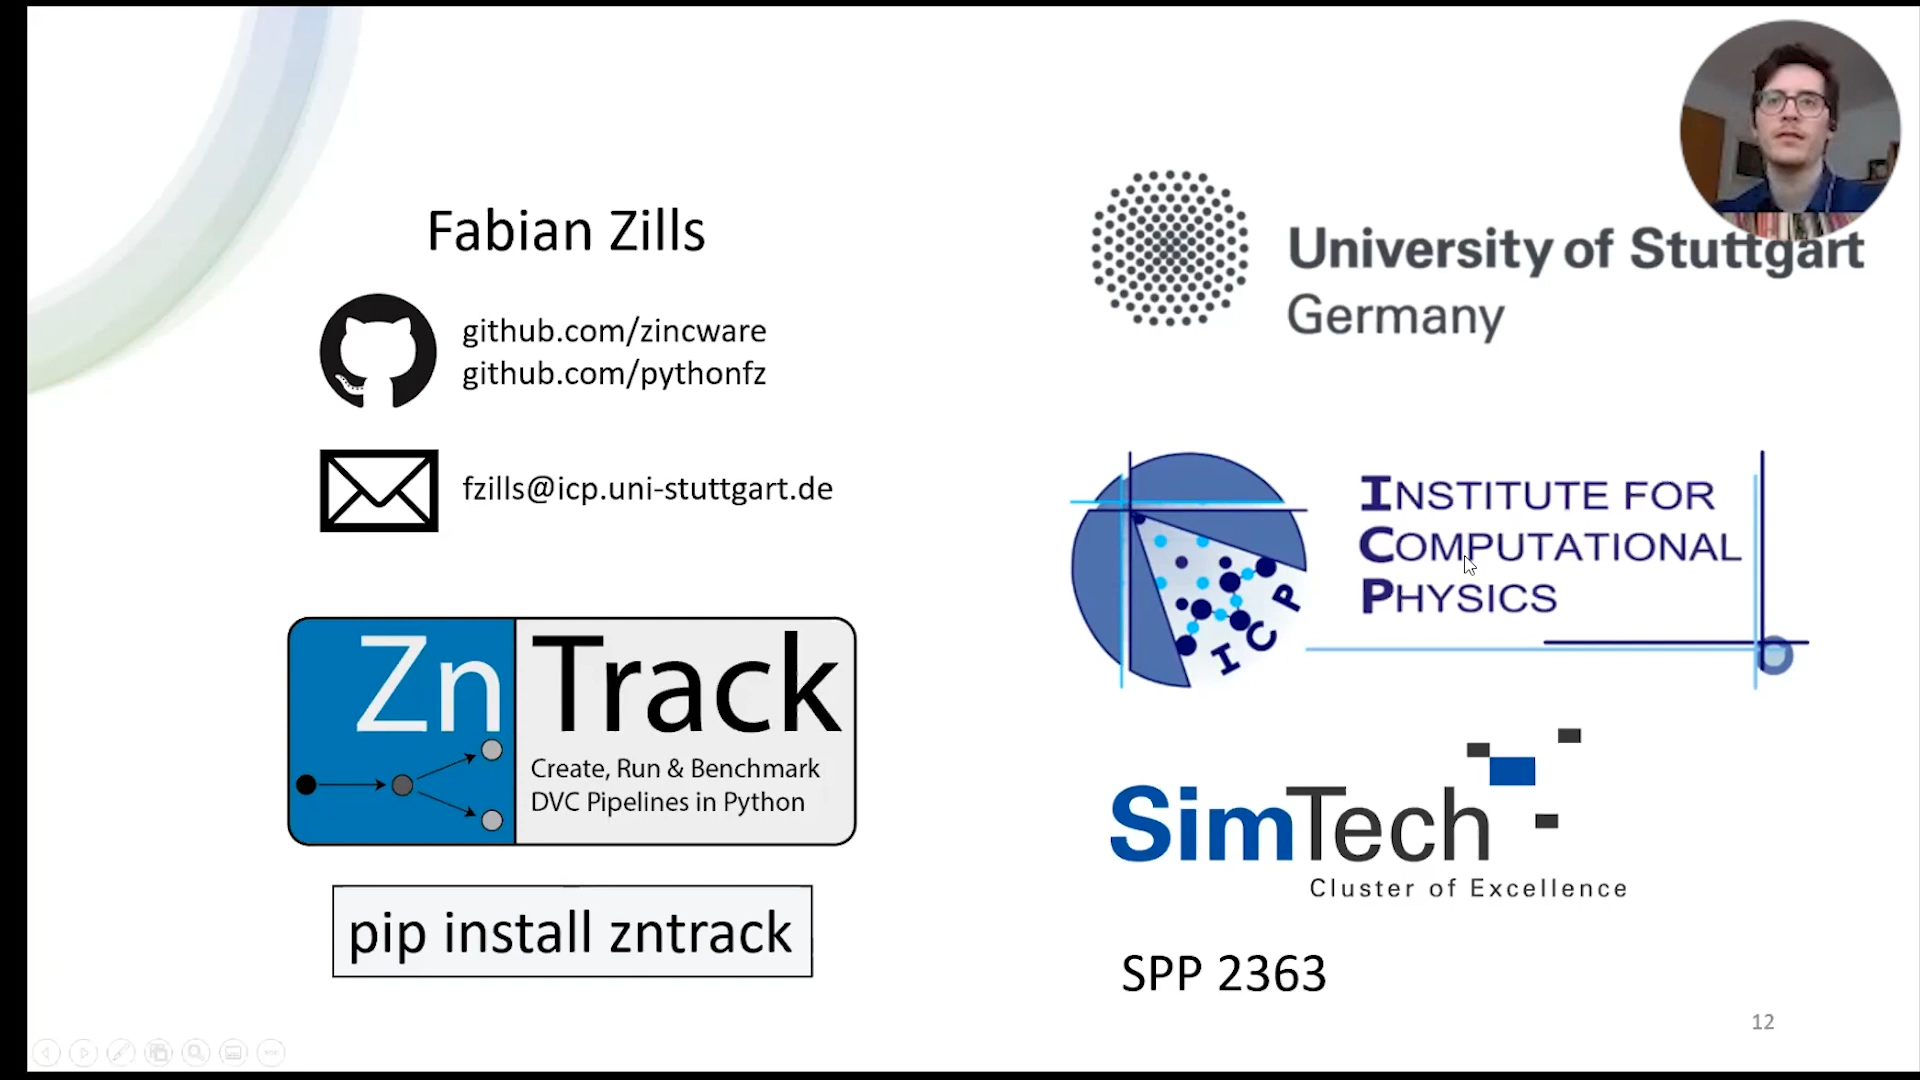 Fabian Zills
github.com/zincware
github.com/pythonfz
fzills@icp.uni-stuttgart.de
Zn Track
Create, Run & Benchmark
DVC Pipelines in Python
pip install zntrack
University of Stuttgart
Germany
INSTITUTE FOR
COMPUTATIONAL
PHYSICS
I C P
SimTech
Cluster of Excellence
SPP 2363
12